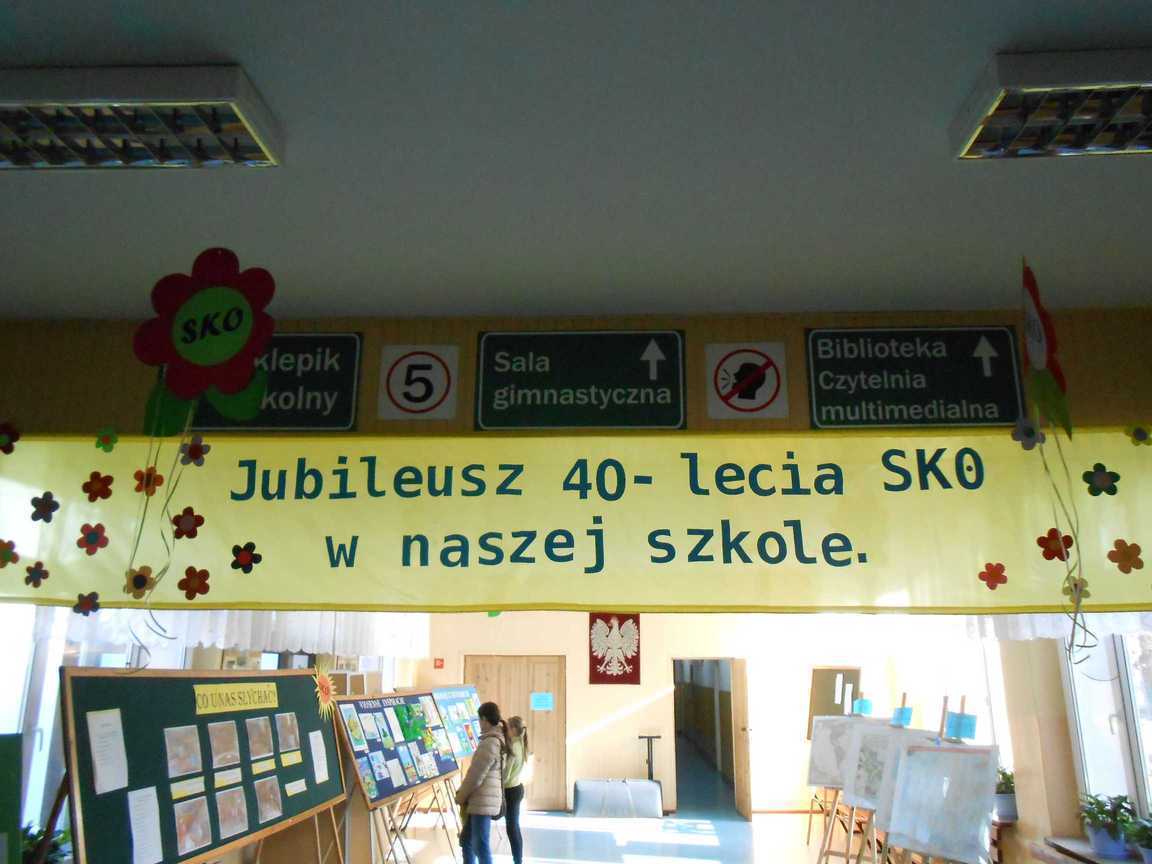 SKO
klepik
kolny
5
Sala
gimnastyczna
Biblioteka
Czytelnia
multimedialna
Jubileusz 40- lecia SKO
w naszej szkole.
CO U NAS SŁYCHAĆ?